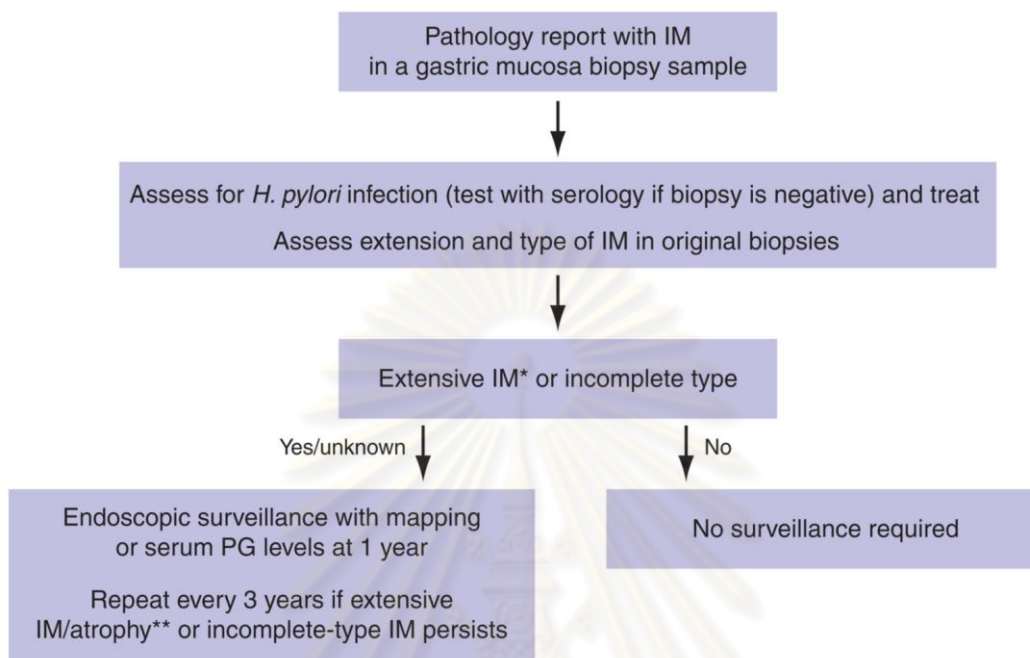 Pathology report with IM
in a gastric mucosa biopsy sample
Assess for H. pylori infection (test with serology if biopsy is negative) and treat
Assess extension and type of IM in original biopsies
Extensive IM* or incomplete type
Yes/unknown
No
Endoscopic surveillance with mapping
or serum PG levels at 1 year
Repeat every 3 years if extensive
IM/atrophy** or incomplete-type IM persists
No surveillance required